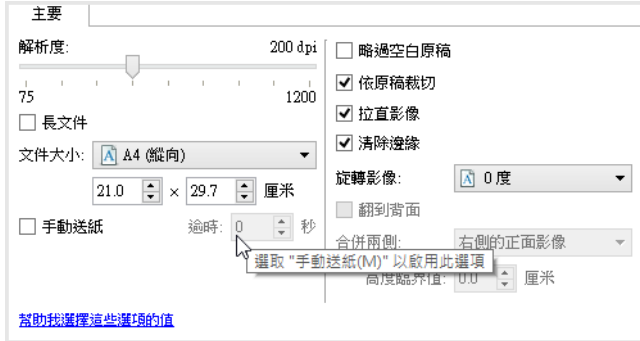 主要
解析度: 200 dpi
75 1200
長文件
文件大小: A4 (縱向)
21.0 × 29.7 厘米
手動送紙 逾時: 0 秒
選取 "手動送紙(M)" 以啟用此選項
幫助我選擇這些選項的值
略過空白原稿
依原稿裁切
拉直影像
清除邊緣
旋轉影像: 0 度
翻到背面
合併兩側: 右側的正面影像
高度臨界值: 0.0 厘米